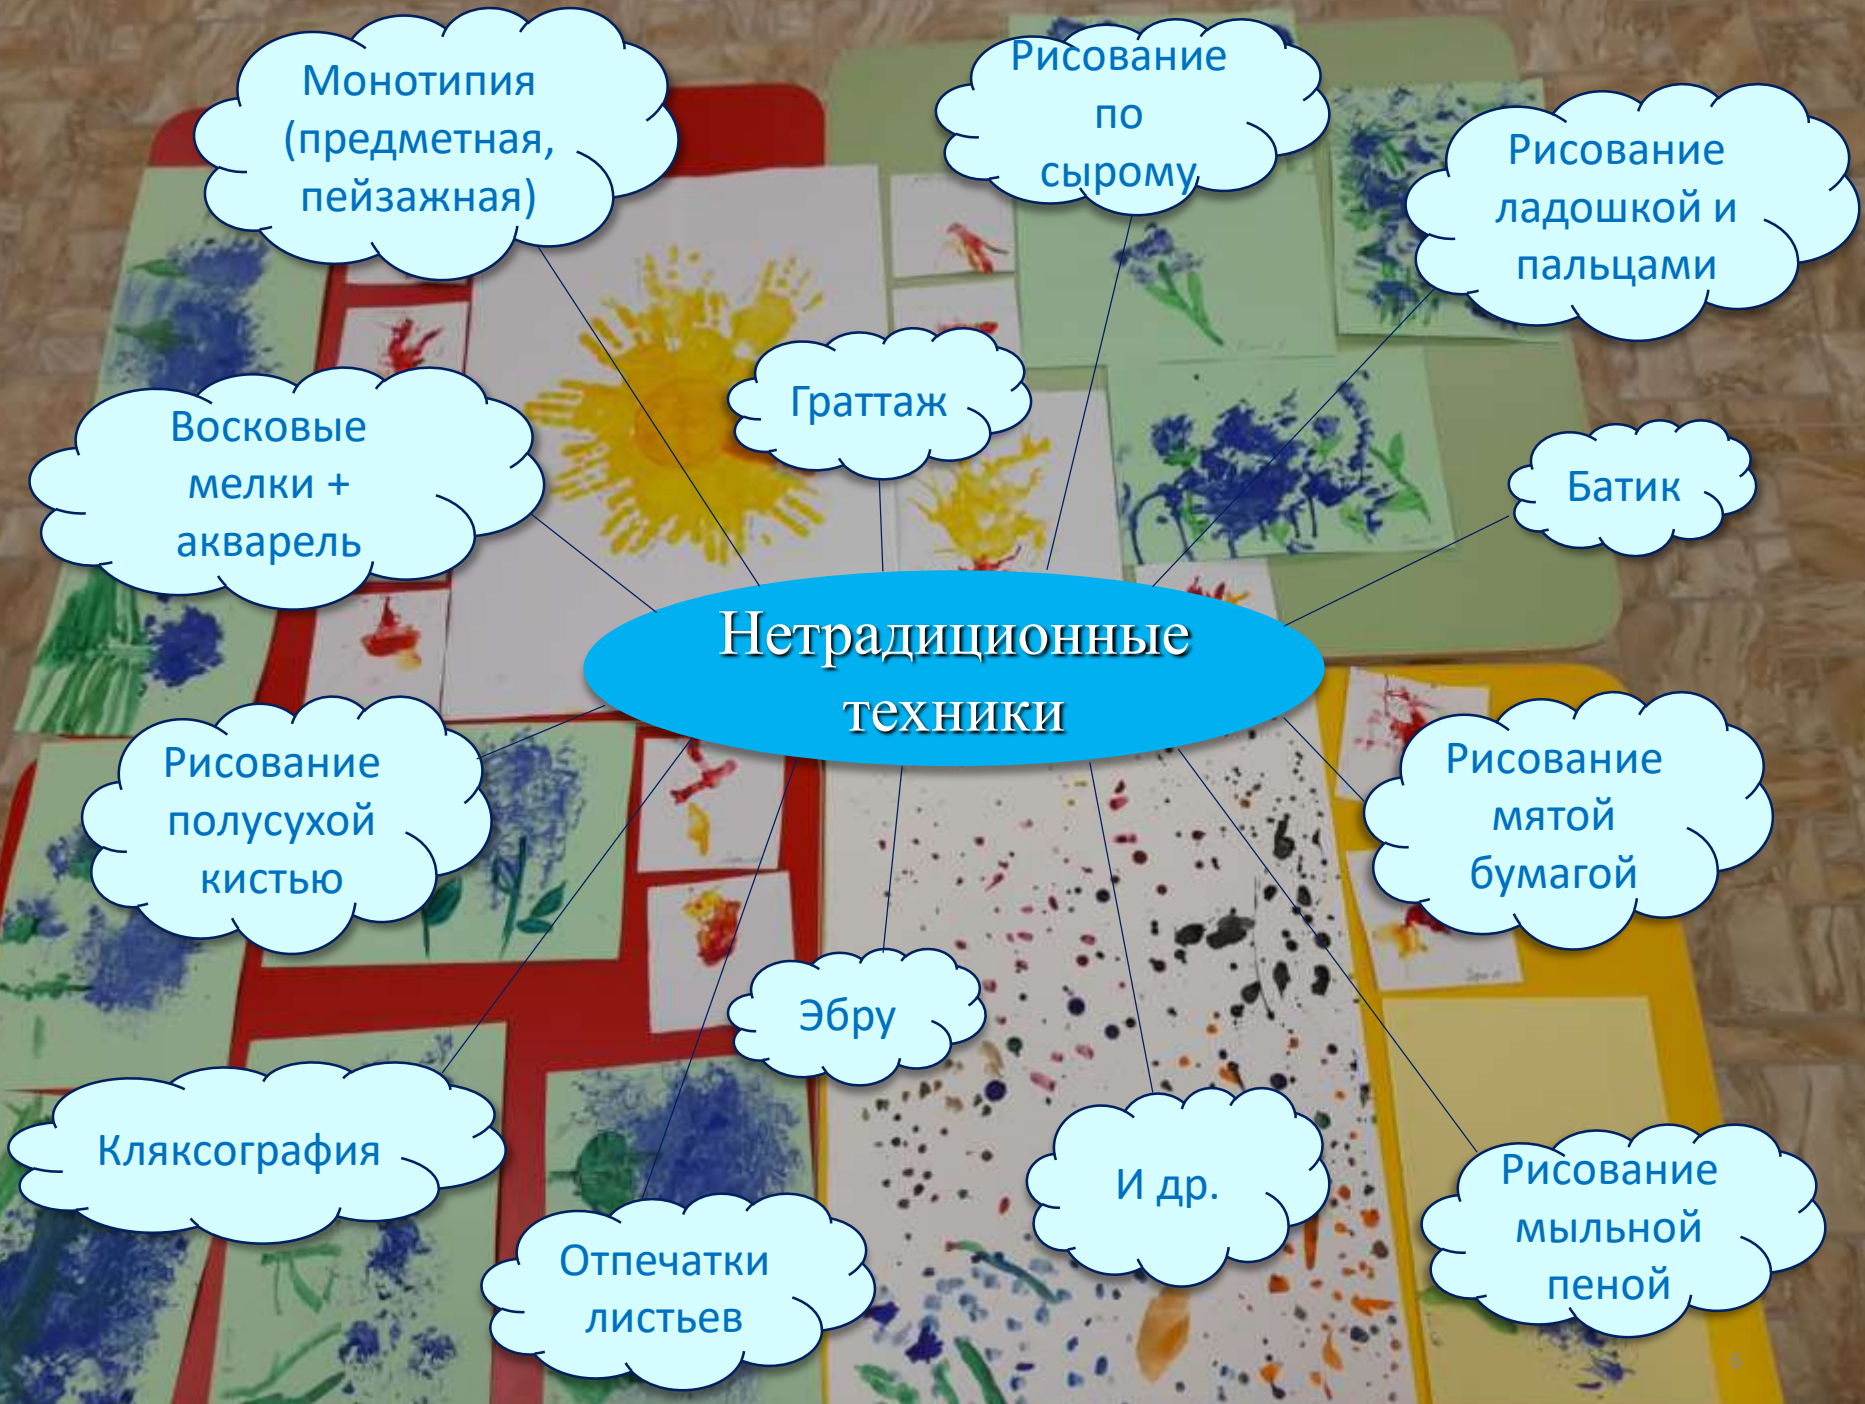 Монотипия
(предметная,
пейзажная)
Рисование
по
сырому
Рисование
ладошкой и
пальцами
Граттаж
Восковые
мелки +
акварель
Батик
Нетрадиционные
техники
Рисование
полусухой
кистью
Рисование
мятой
бумагой
Эбру
Кляксография
И др.
Рисование
мыльной
пеной
Отпечатки
листьев
6